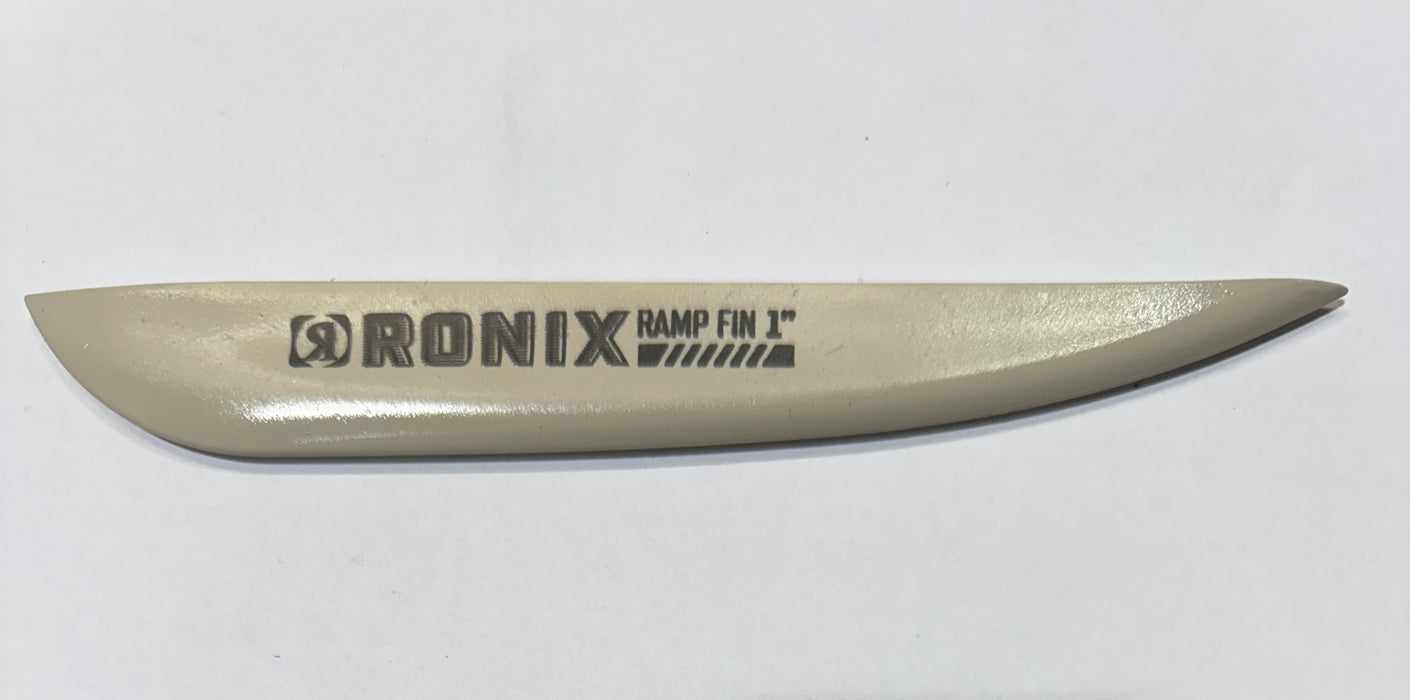 RONIX RAMP FIN 1"